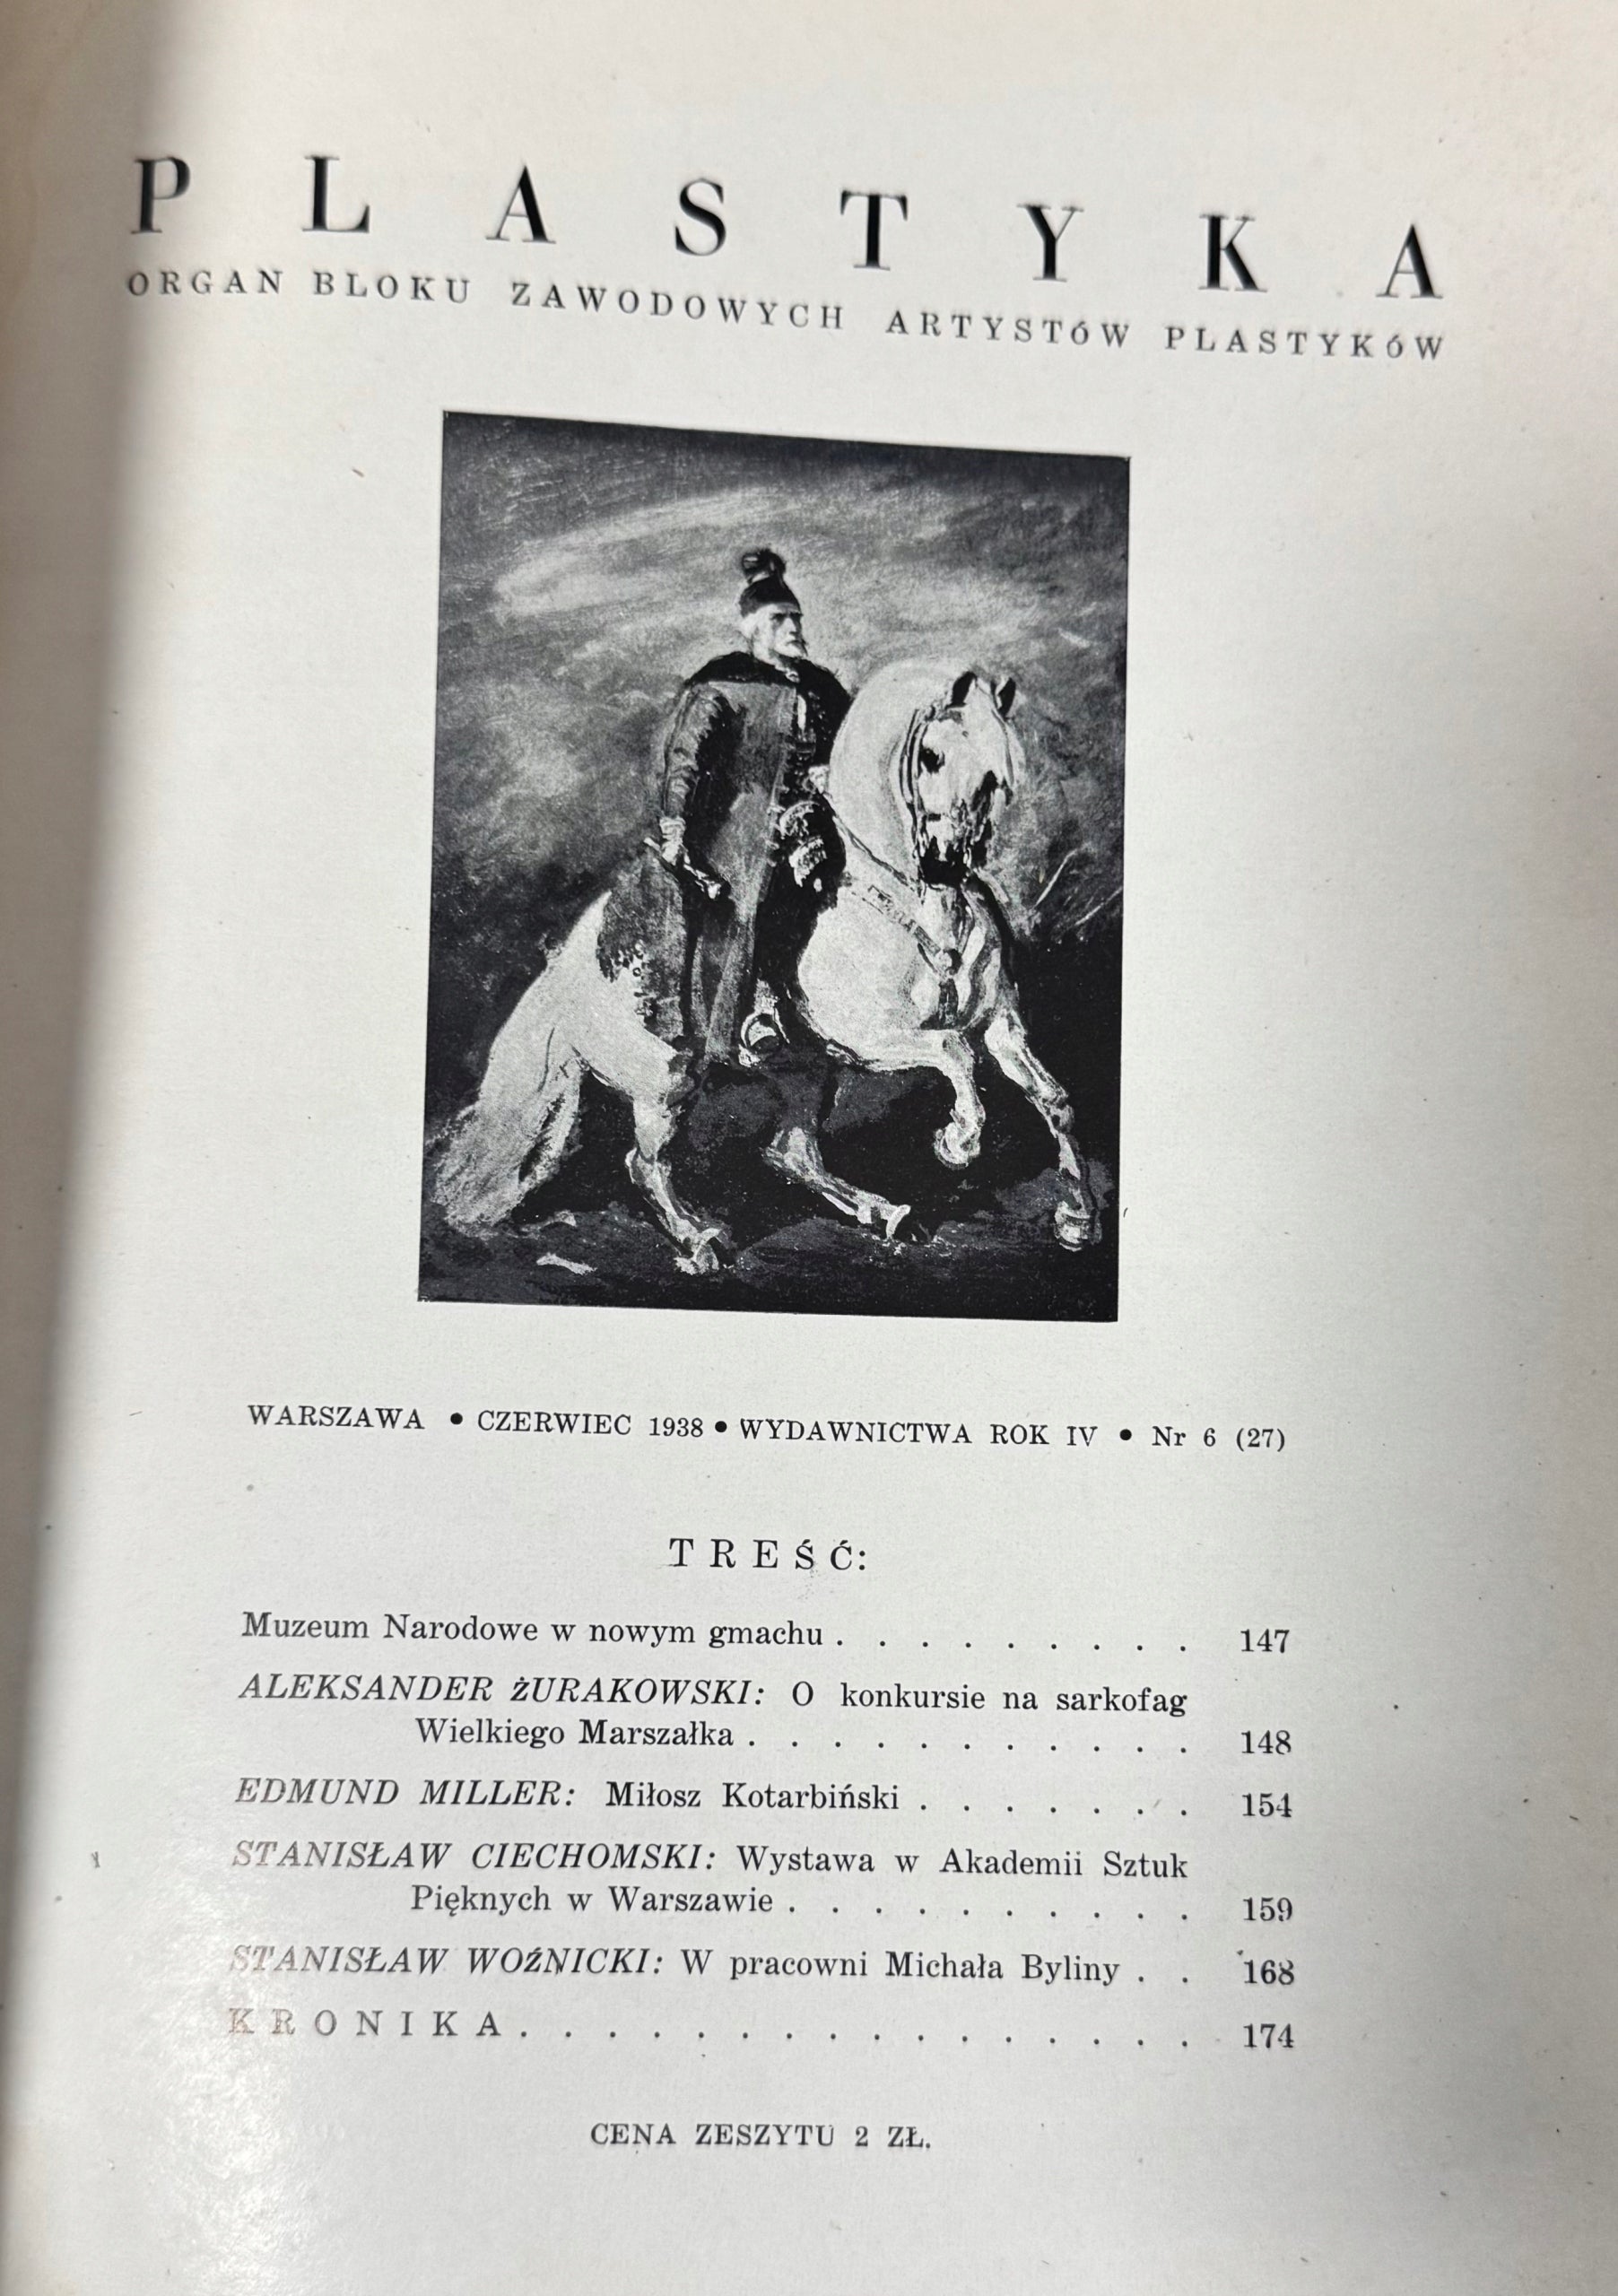 PLASTYKA
ORGAN BLOKU ZAWODOWYCH ARTYSTÓW PLASTYKÓW
WARSZAWA • CZERWIEC 1938 • WYDAWNICTWA ROK IV • Nr 6 (27)
TREŚĆ:
Muzeum Narodowe w nowym gmachu . . . . . . . . . 147
ALEKSANDER ŻURAKOWSKI: O konkursie na sarkofag
Wielkiego Marszałka . . . . . . . . . . . 148
EDMUND MILLER: Miłosz Kotarbiński . . . . . . . 154
STANISŁAW CIECHOMSKI: Wystawa w Akademii Sztuk
Pięknych w Warszawie . . . . . . . . . . 159
STANISŁAW WOŹNICKI: W pracowni Michała Byliny . . 168
KRONIKA . . . . . . . . . . . . . . . . 174
CENA ZESZYTU 2 ZŁ.